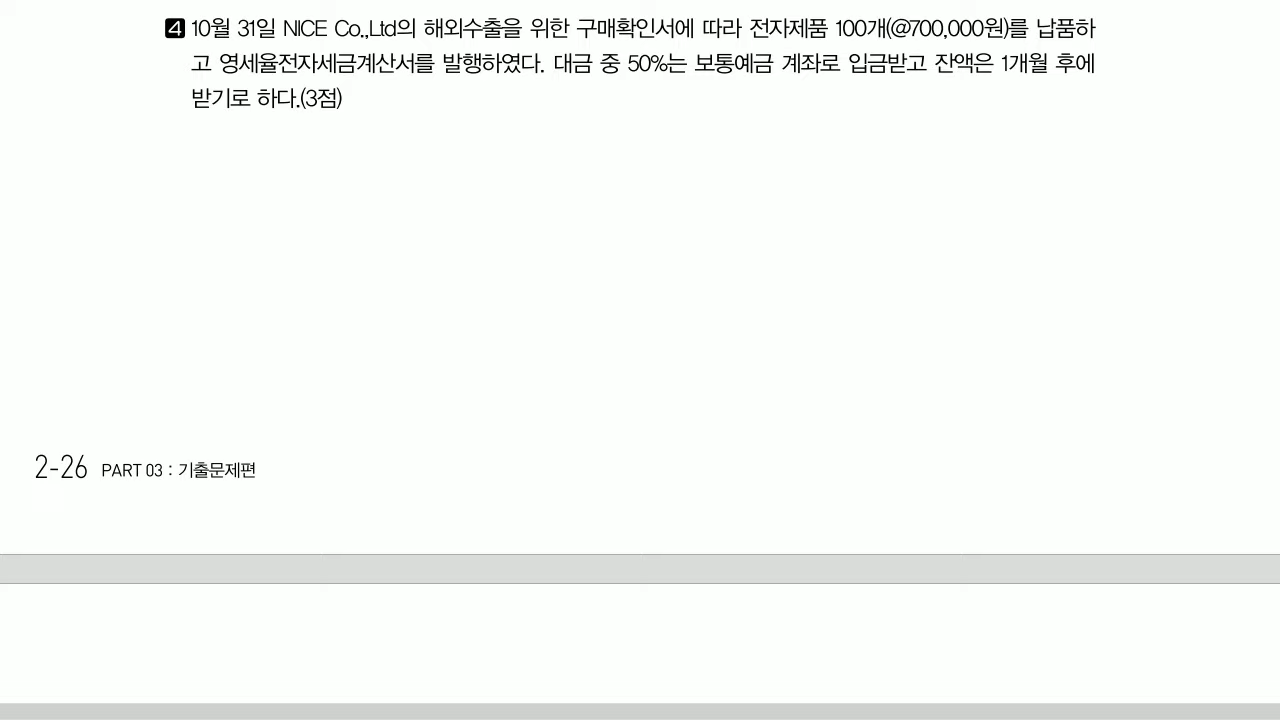 4 10월 31일 NICE Co.,Ltd의 해외수출을 위한 구매확인서에 따라 전자제품 100개(@700,000원)를 납품하
고 영세율전자세금계산서를 발행하였다. 대금 중 50%는 보통예금 계좌로 입금받고 잔액은 1개월 후에
받기로 하다.(3점)
2-26 PART 03 : 기출문제편